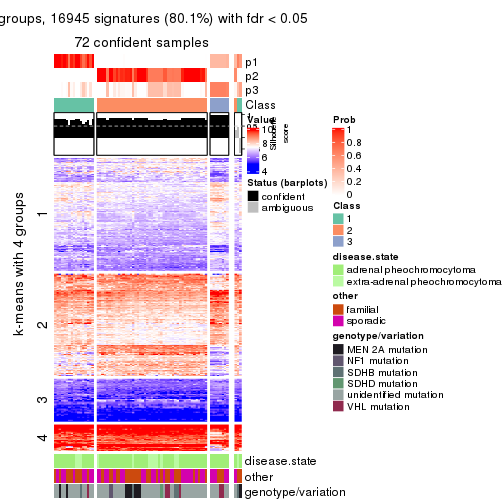 groups, 16945 signatures (80.1%) with fdr < 0.05
72 confident samples
p1
p2
p3
Class
Silhouette
score
k-means with 4 groups
1
2
3
4
disease.state
other
genotype/variation
Value
10
8
6
4
Status (barplots)
confident
ambiguous
Prob
1
0.8
0.6
0.4
0.2
0
Class
1
2
3
disease.state
adrenal pheochromocytoma
extra-adrenal pheochromocytoma
other
familial
sporadic
genotype/variation
MEN 2A mutation
NF1 mutation
SDHB mutation
SDHD mutation
unidentified mutation
VHL mutation